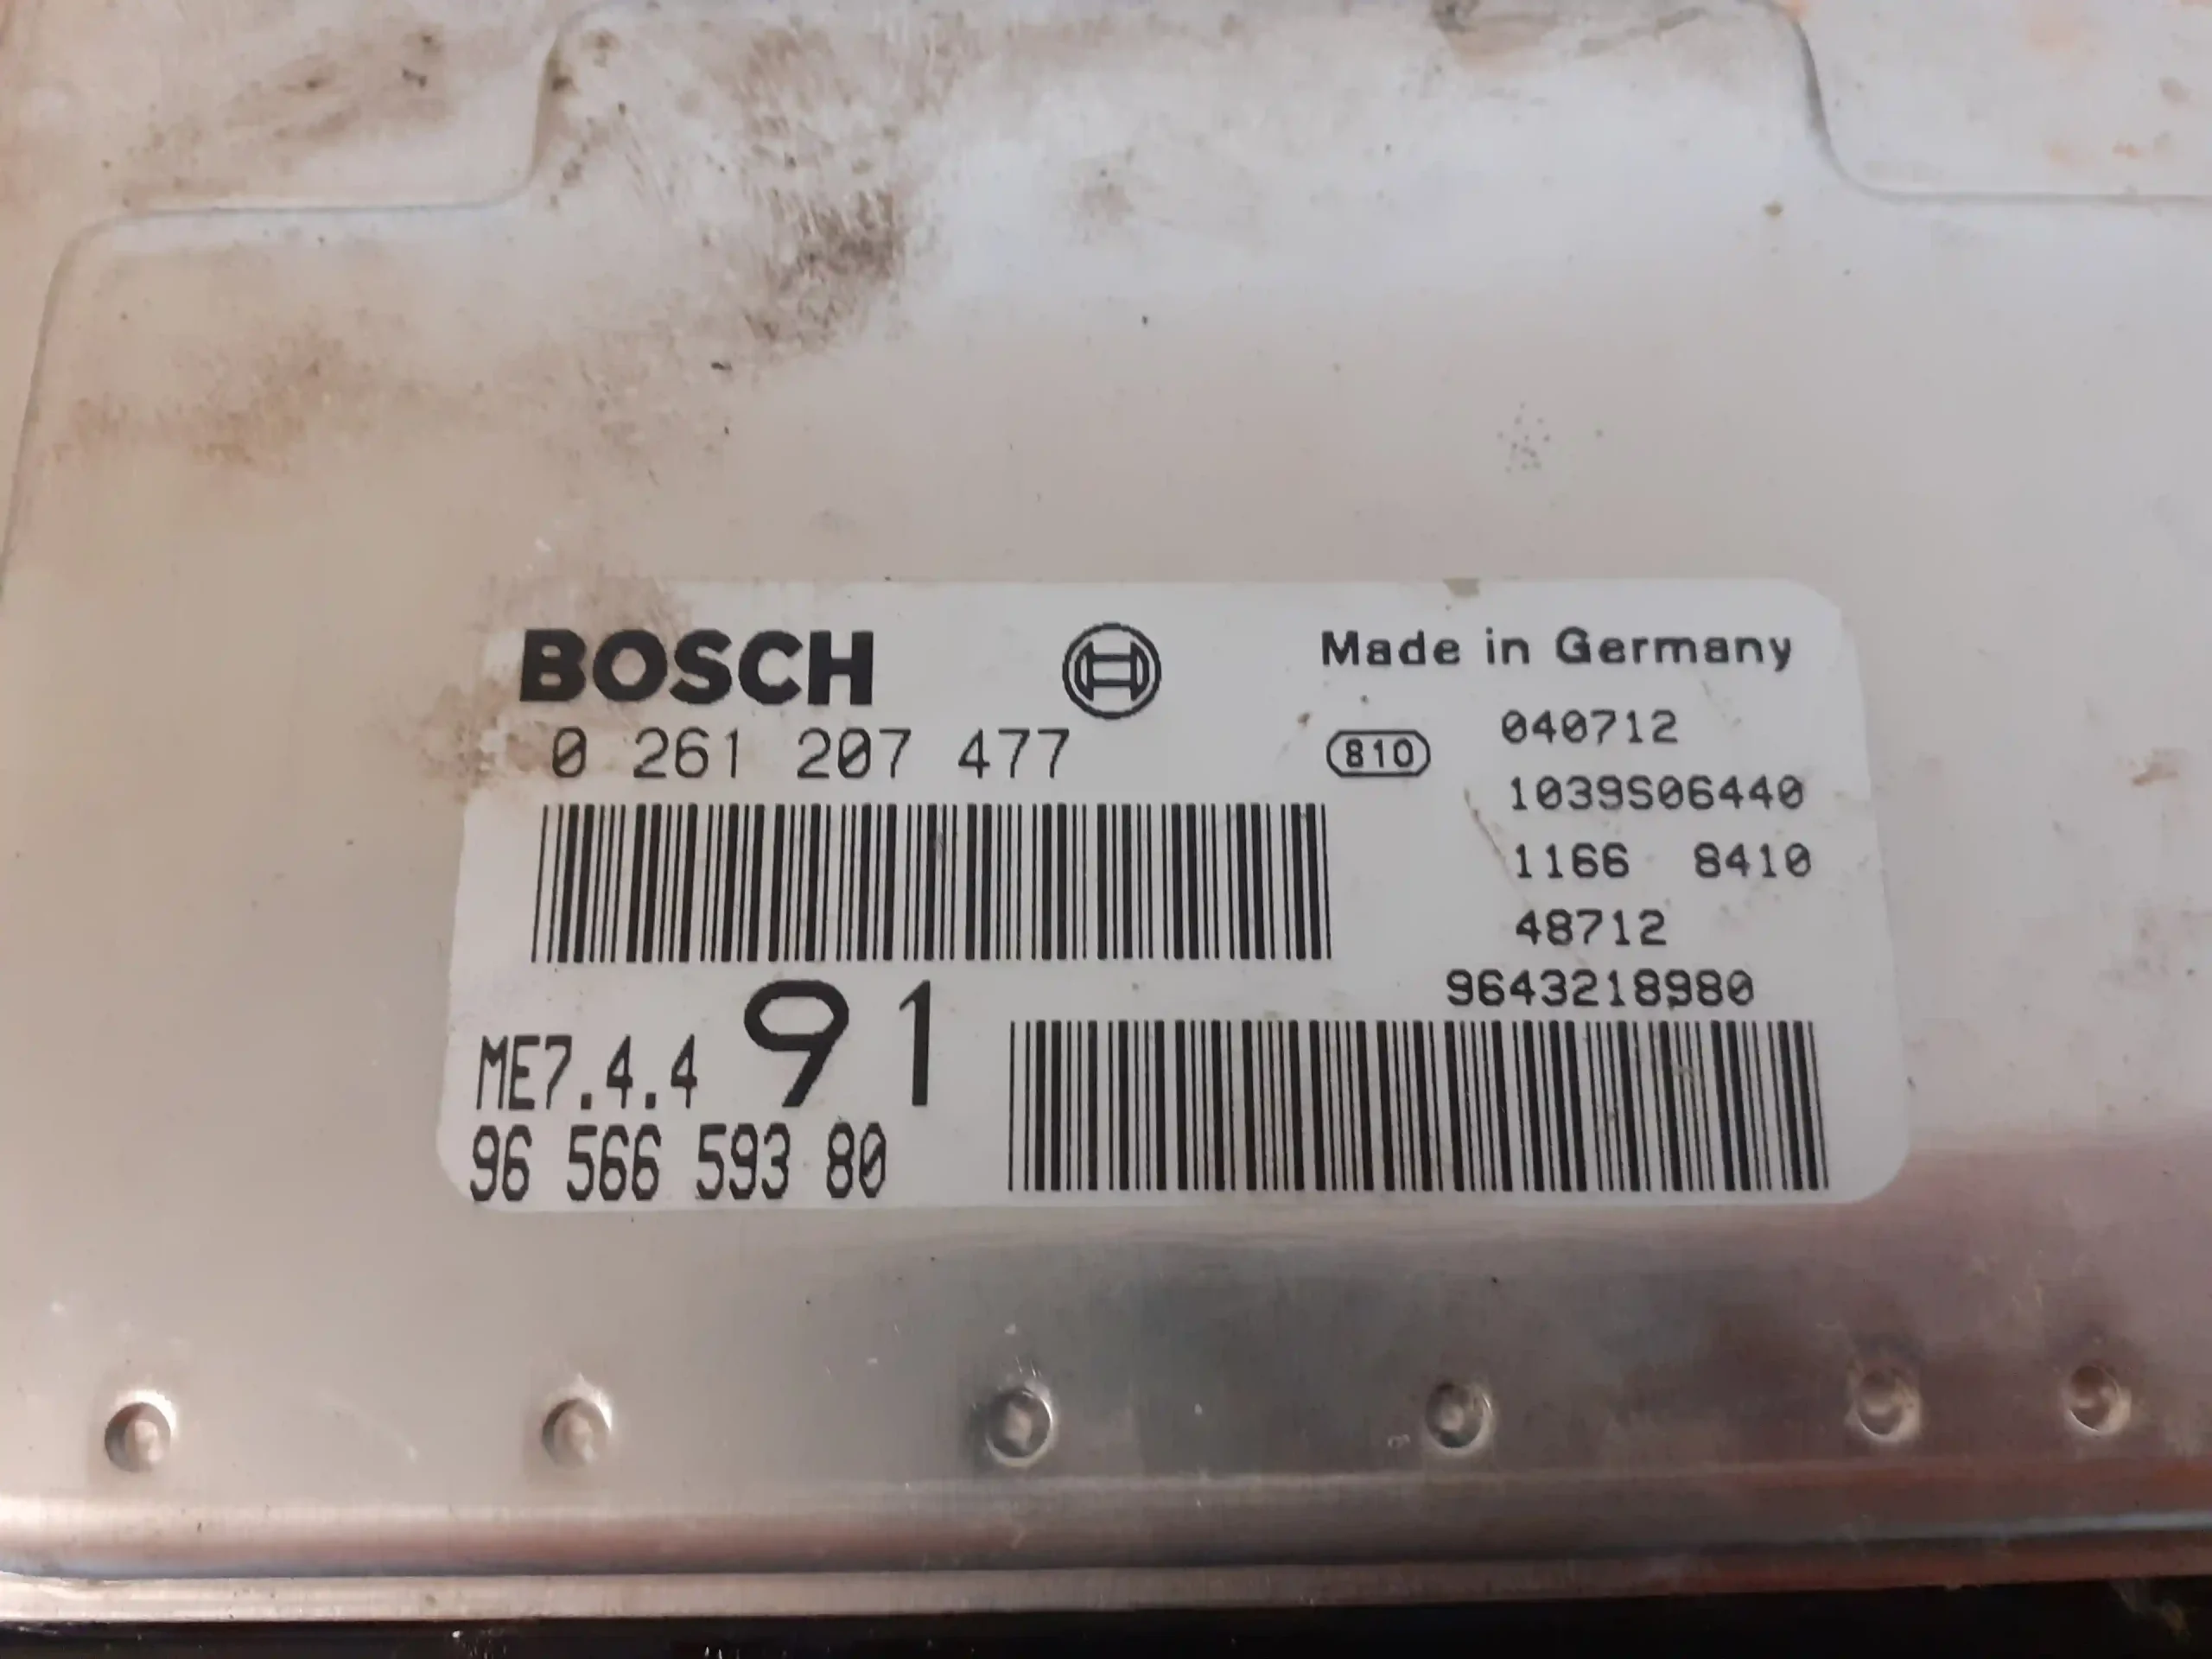 BOSCH
Made in Germany
0 261 207 477
810
040712
1039S06440
1166 8410
48712
9643218980
ME7.4.4 91
96 566 593 80